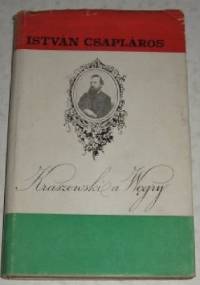 ISTVÁN CSAPLÁROS
Kraszewski a Węgry